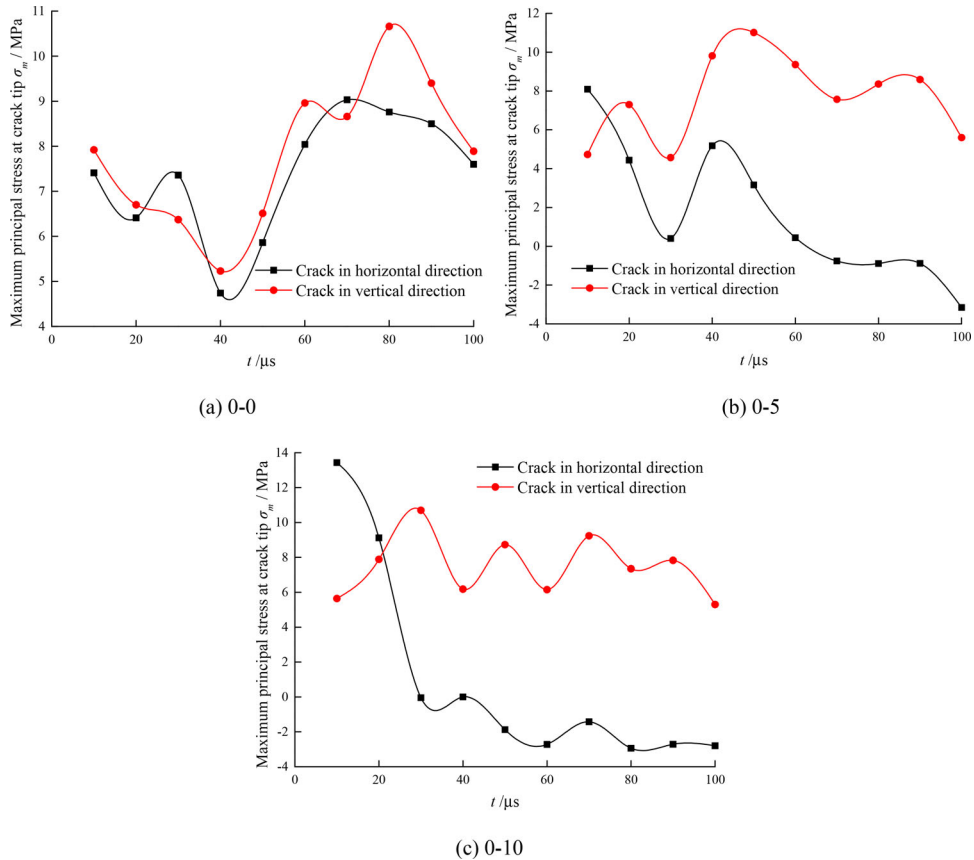 Maximum principal stress at crack tip σm / MPa
11
10
9
8
7
6
5
4
Crack in horizontal direction
Crack in vertical direction
0 20 40 60 80 100
t /μs
(a) 0-0
Maximum principal stress at crack tip σm / MPa
12
10
8
6
4
2
0
-2
-4
Crack in horizontal direction
Crack in vertical direction
0 20 40 60 80 100
t /μs
(b) 0-5
Maximum principal stress at crack tip σm / MPa
14
12
10
8
6
4
2
0
-2
-4
Crack in horizontal direction
Crack in vertical direction
0 20 40 60 80 100
t /μs
(c) 0-10